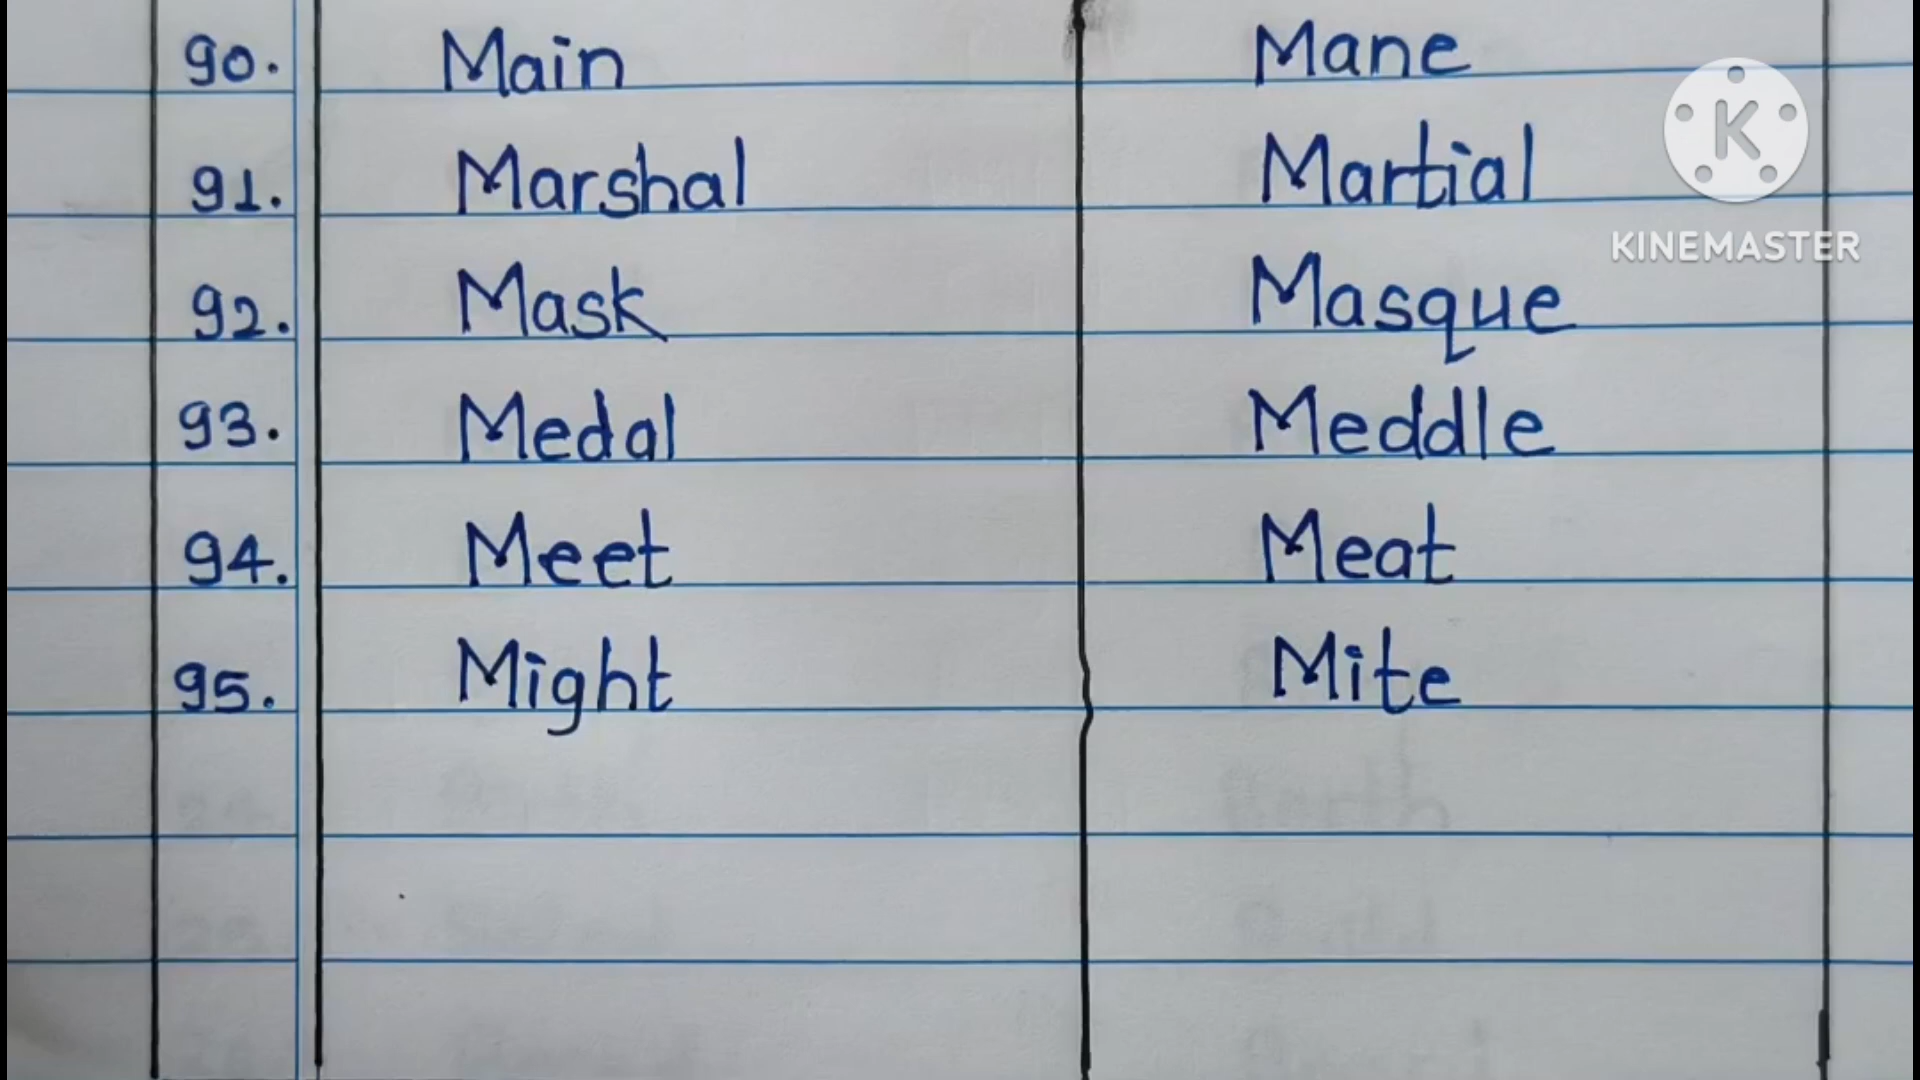 90. Main Mane
91. Marshal Martial
92. Mask Masque
93. Medal Meddle
94. Meet Meat
95. Might Mite
K
KINEMASTER